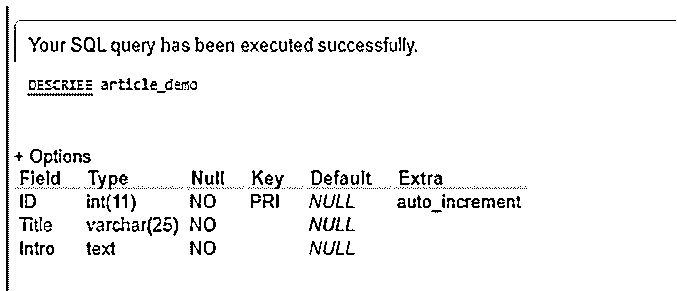 Your SQL query has been executed successfully.
DESCRIBE article_demo
+ Options
Field Type Null Key Default Extra
ID int(11) NO PRI NULL auto_increment
Title varchar(25) NO NULL
Intro text NO NULL